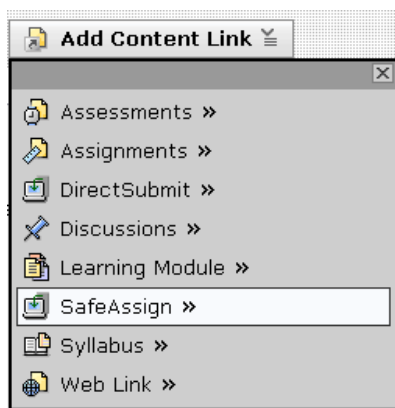 Add Content Link
Assessments »
Assignments »
DirectSubmit »
Discussions »
Learning Module »
SafeAssign »
Syllabus »
Web Link »